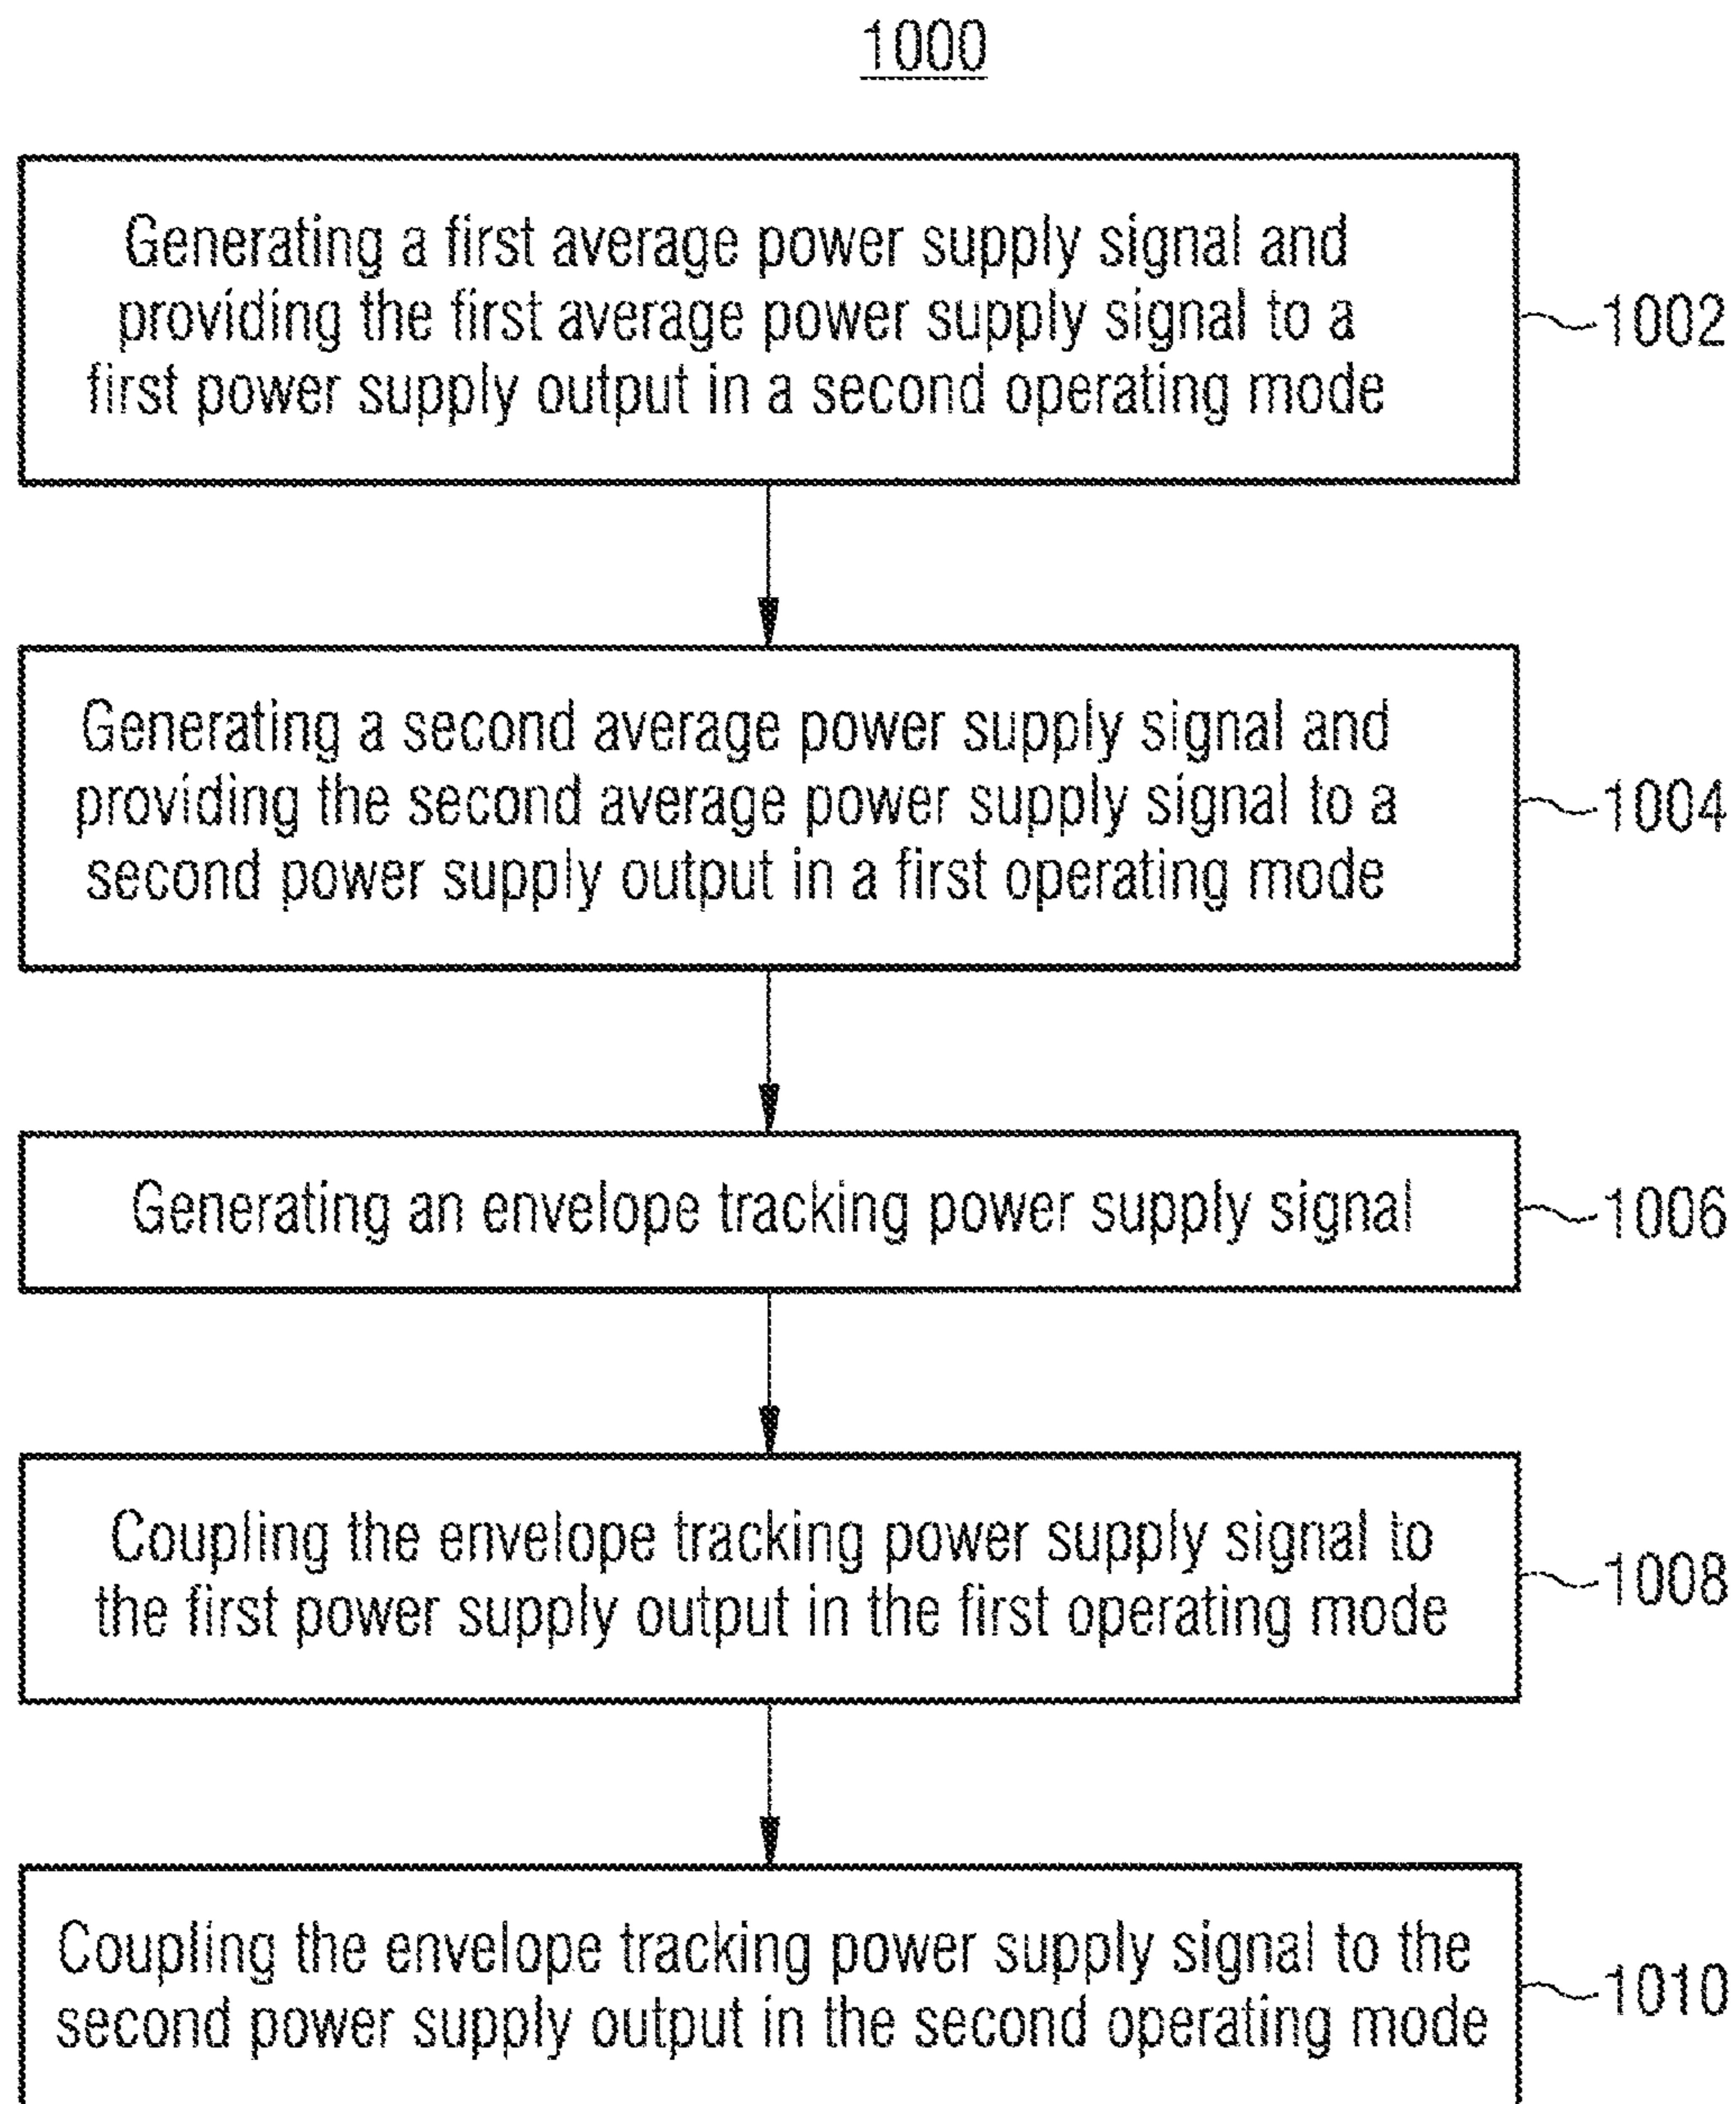 1000
Generating a first average power supply signal and
providing the first average power supply signal to a
first power supply output in a second operating mode
1002
Generating a second average power supply signal and
providing the second average power supply signal to a
second power supply output in a first operating mode
1004
Generating an envelope tracking power supply signal
1006
Coupling the envelope tracking power supply signal to
the first power supply output in the first operating mode
1008
Coupling the envelope tracking power supply signal to the
second power supply output in the second operating mode
1010